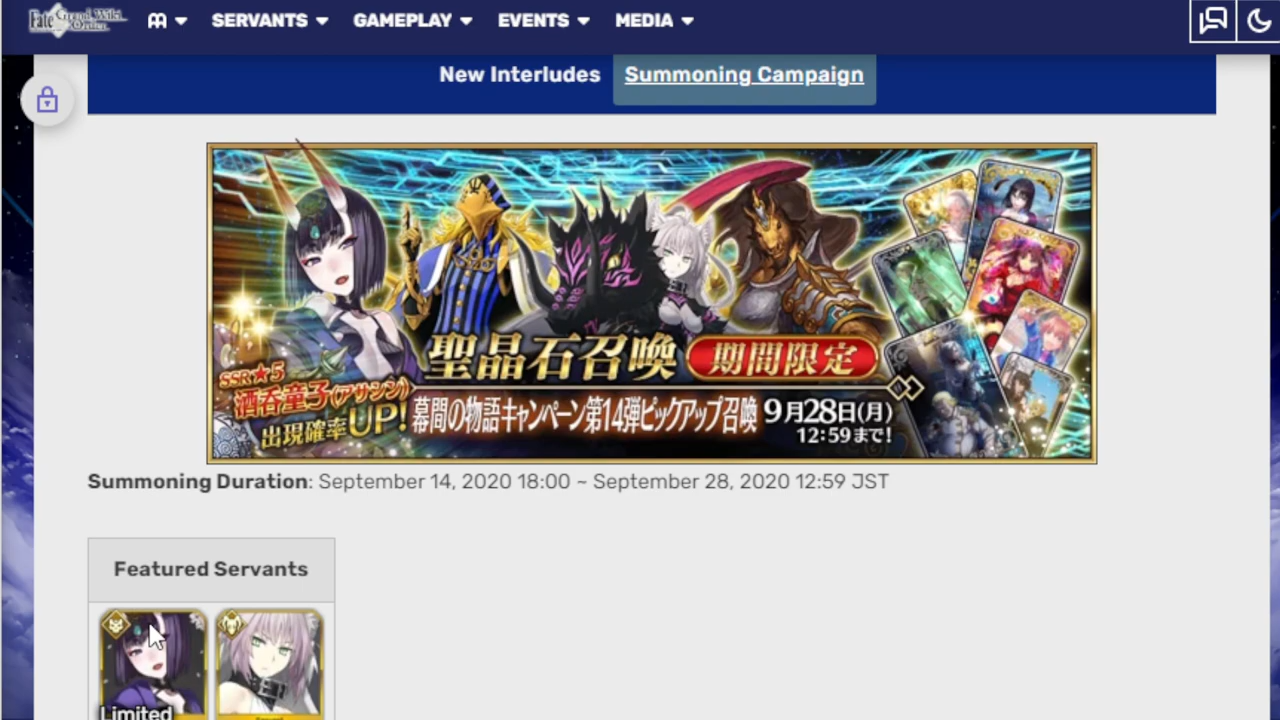 Fate Grand Order Wiki
SERVANTS
GAMEPLAY
EVENTS
MEDIA
New Interludes
Summoning Campaign
聖晶石召喚
期間限定
SSR★5
酒呑童子(アサシン)
出現確率UP!
幕間の物語キャンペーン第14弾ピックアップ召喚
9月28日(月)
12:59まで!
Summoning Duration: September 14, 2020 18:00 ~ September 28, 2020 12:59 JST
Featured Servants
Limited